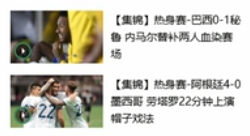 【集锦】热身赛-巴西0-1秘
鲁 内马尔替补两人血染赛
场
【集锦】热身赛-阿根廷4-0
墨西哥 劳塔罗22分钟上演
帽子戏法